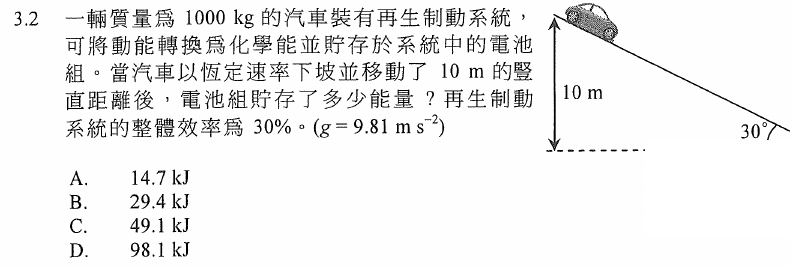 3.2 一輛質量爲 1000 kg 的汽車裝有再生制動系統，
可將動能轉換爲化學能並貯存於系統中的電池
組。當汽車以恆定速率下坡並移動了 10 m 的豎
直距離後，電池組貯存了多少能量？再生制動
系統的整體效率爲 30%。(g = 9.81 m s⁻²)
A. 14.7 kJ
B. 29.4 kJ
C. 49.1 kJ
D. 98.1 kJ
10 m
30°